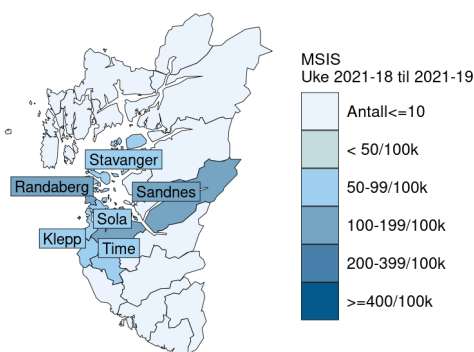 MSIS
Uke 2021-18 til 2021-19
Antall<=10
< 50/100k
50-99/100k
100-199/100k
200-399/100k
>=400/100k
Stavanger
Randaberg
Sandnes
Sola
Klepp
Time